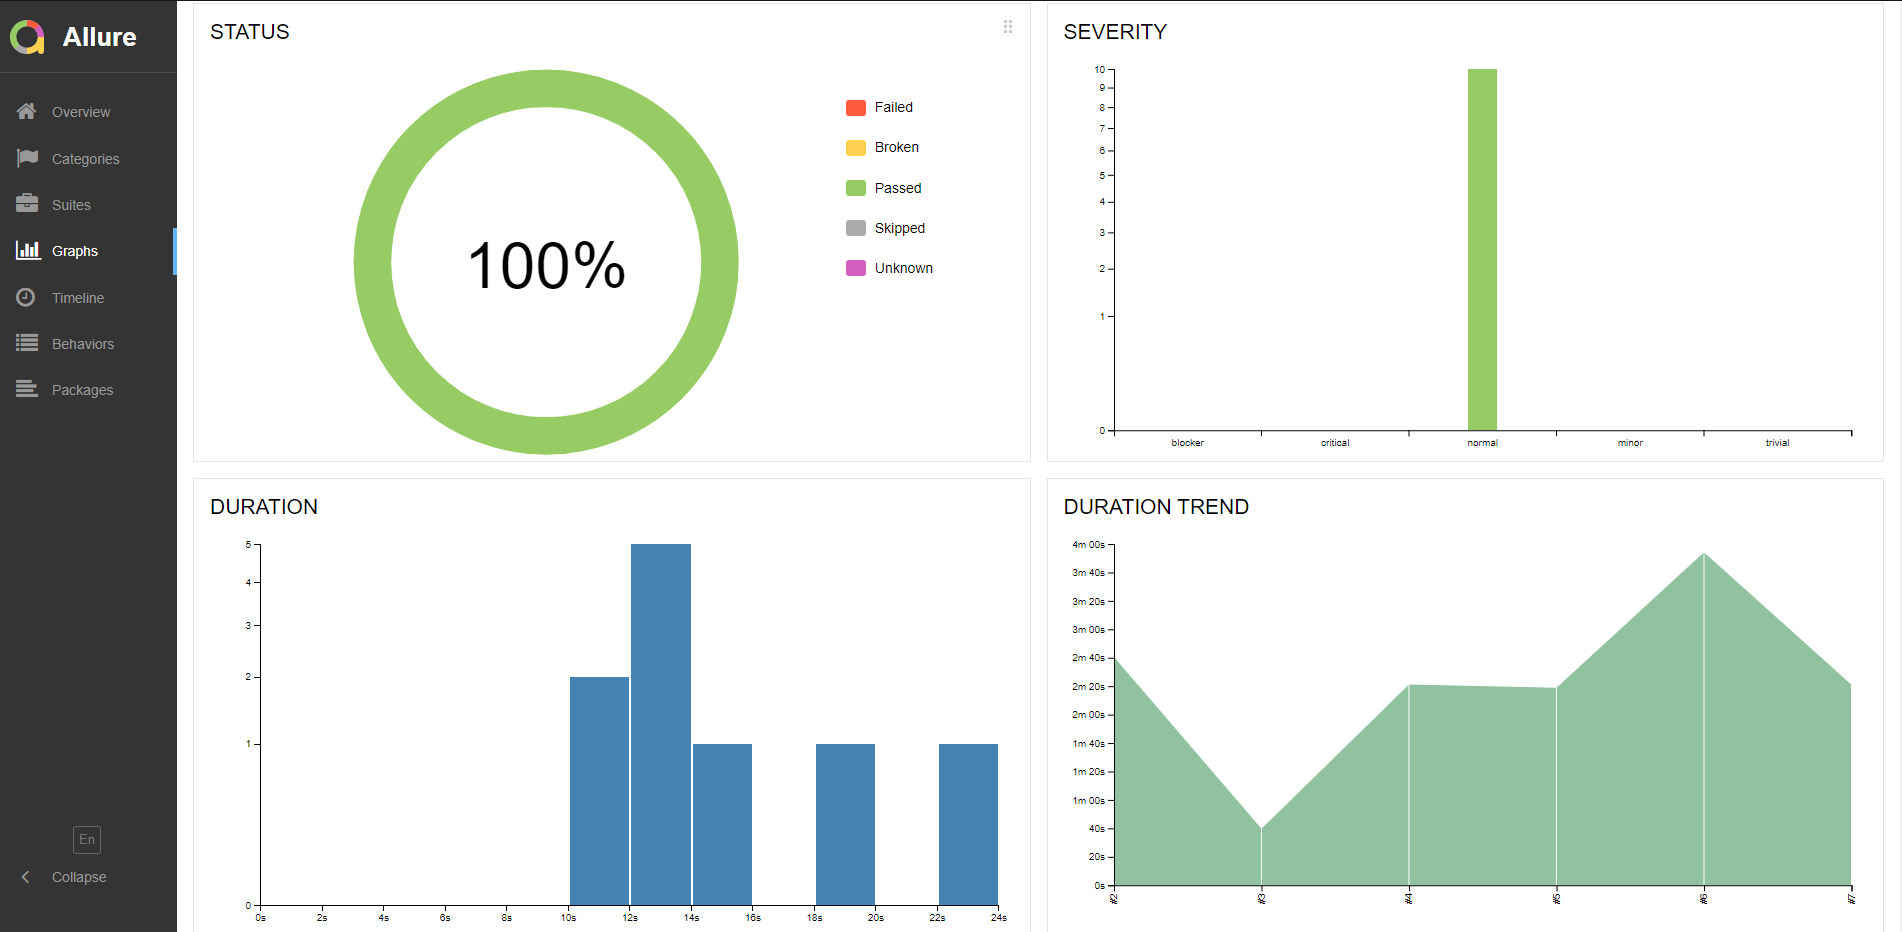 Allure
Overview
Categories
Suites
Graphs
Timeline
Behaviors
Packages
En
Collapse
STATUS
100%
Failed
Broken
Passed
Skipped
Unknown
SEVERITY
10
9
8
7
6
5
4
3
2
1
0
blocker critical normal minor trivial
DURATION
5
4
3
2
1
0
0s 2s 4s 6s 8s 10s 12s 14s 16s 18s 20s 22s 24s
DURATION TREND
4m 00s
3m 40s
3m 20s
3m 00s
2m 40s
2m 20s
2m 00s
1m 40s
1m 20s
1m 00s
40s
20s
0s
#2 #3 #4 #5 #6 #7